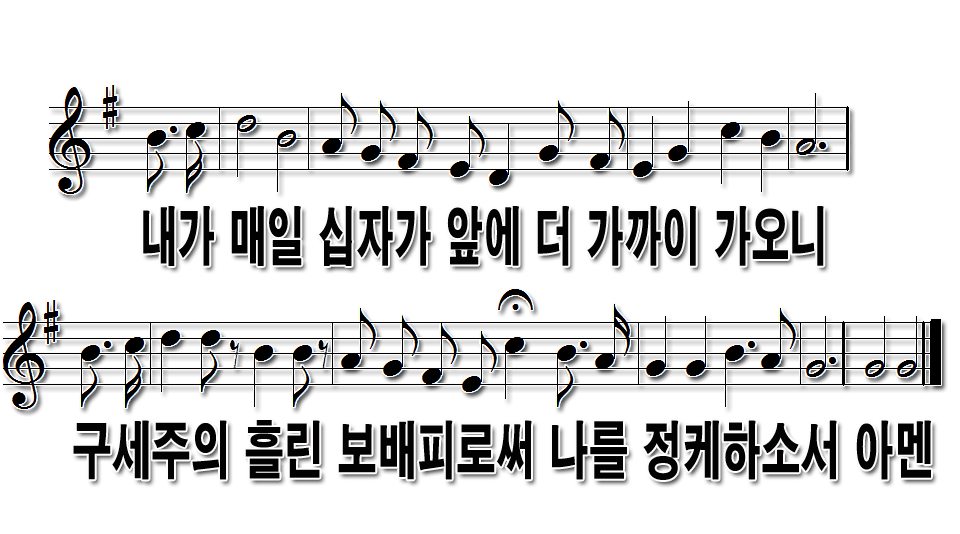 내가 매일 십자가 앞에 더 가까이 가오니
구세주의 흘린 보배피로써 나를 정케하소서 아멘